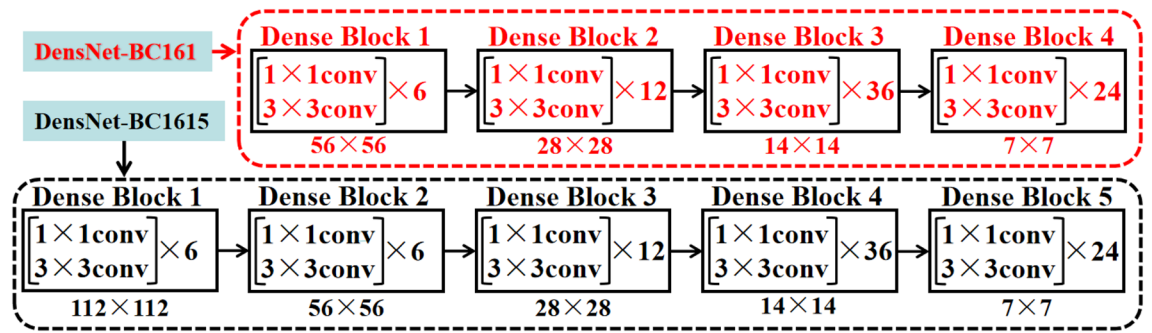 DensNet-BC161
Dense Block 1 Dense Block 2 Dense Block 3 Dense Block 4
1×1conv 1×1conv 1×1conv 1×1conv
×6 ×12 ×36 ×24
3×3conv 3×3conv 3×3conv 3×3conv
56×56 28×28 14×14 7×7
DensNet-BC1615
Dense Block 1 Dense Block 2 Dense Block 3 Dense Block 4 Dense Block 5
1×1conv 1×1conv 1×1conv 1×1conv 1×1conv
×6 ×6 ×12 ×36 ×24
3×3conv 3×3conv 3×3conv 3×3conv 3×3conv
112×112 56×56 28×28 14×14 7×7